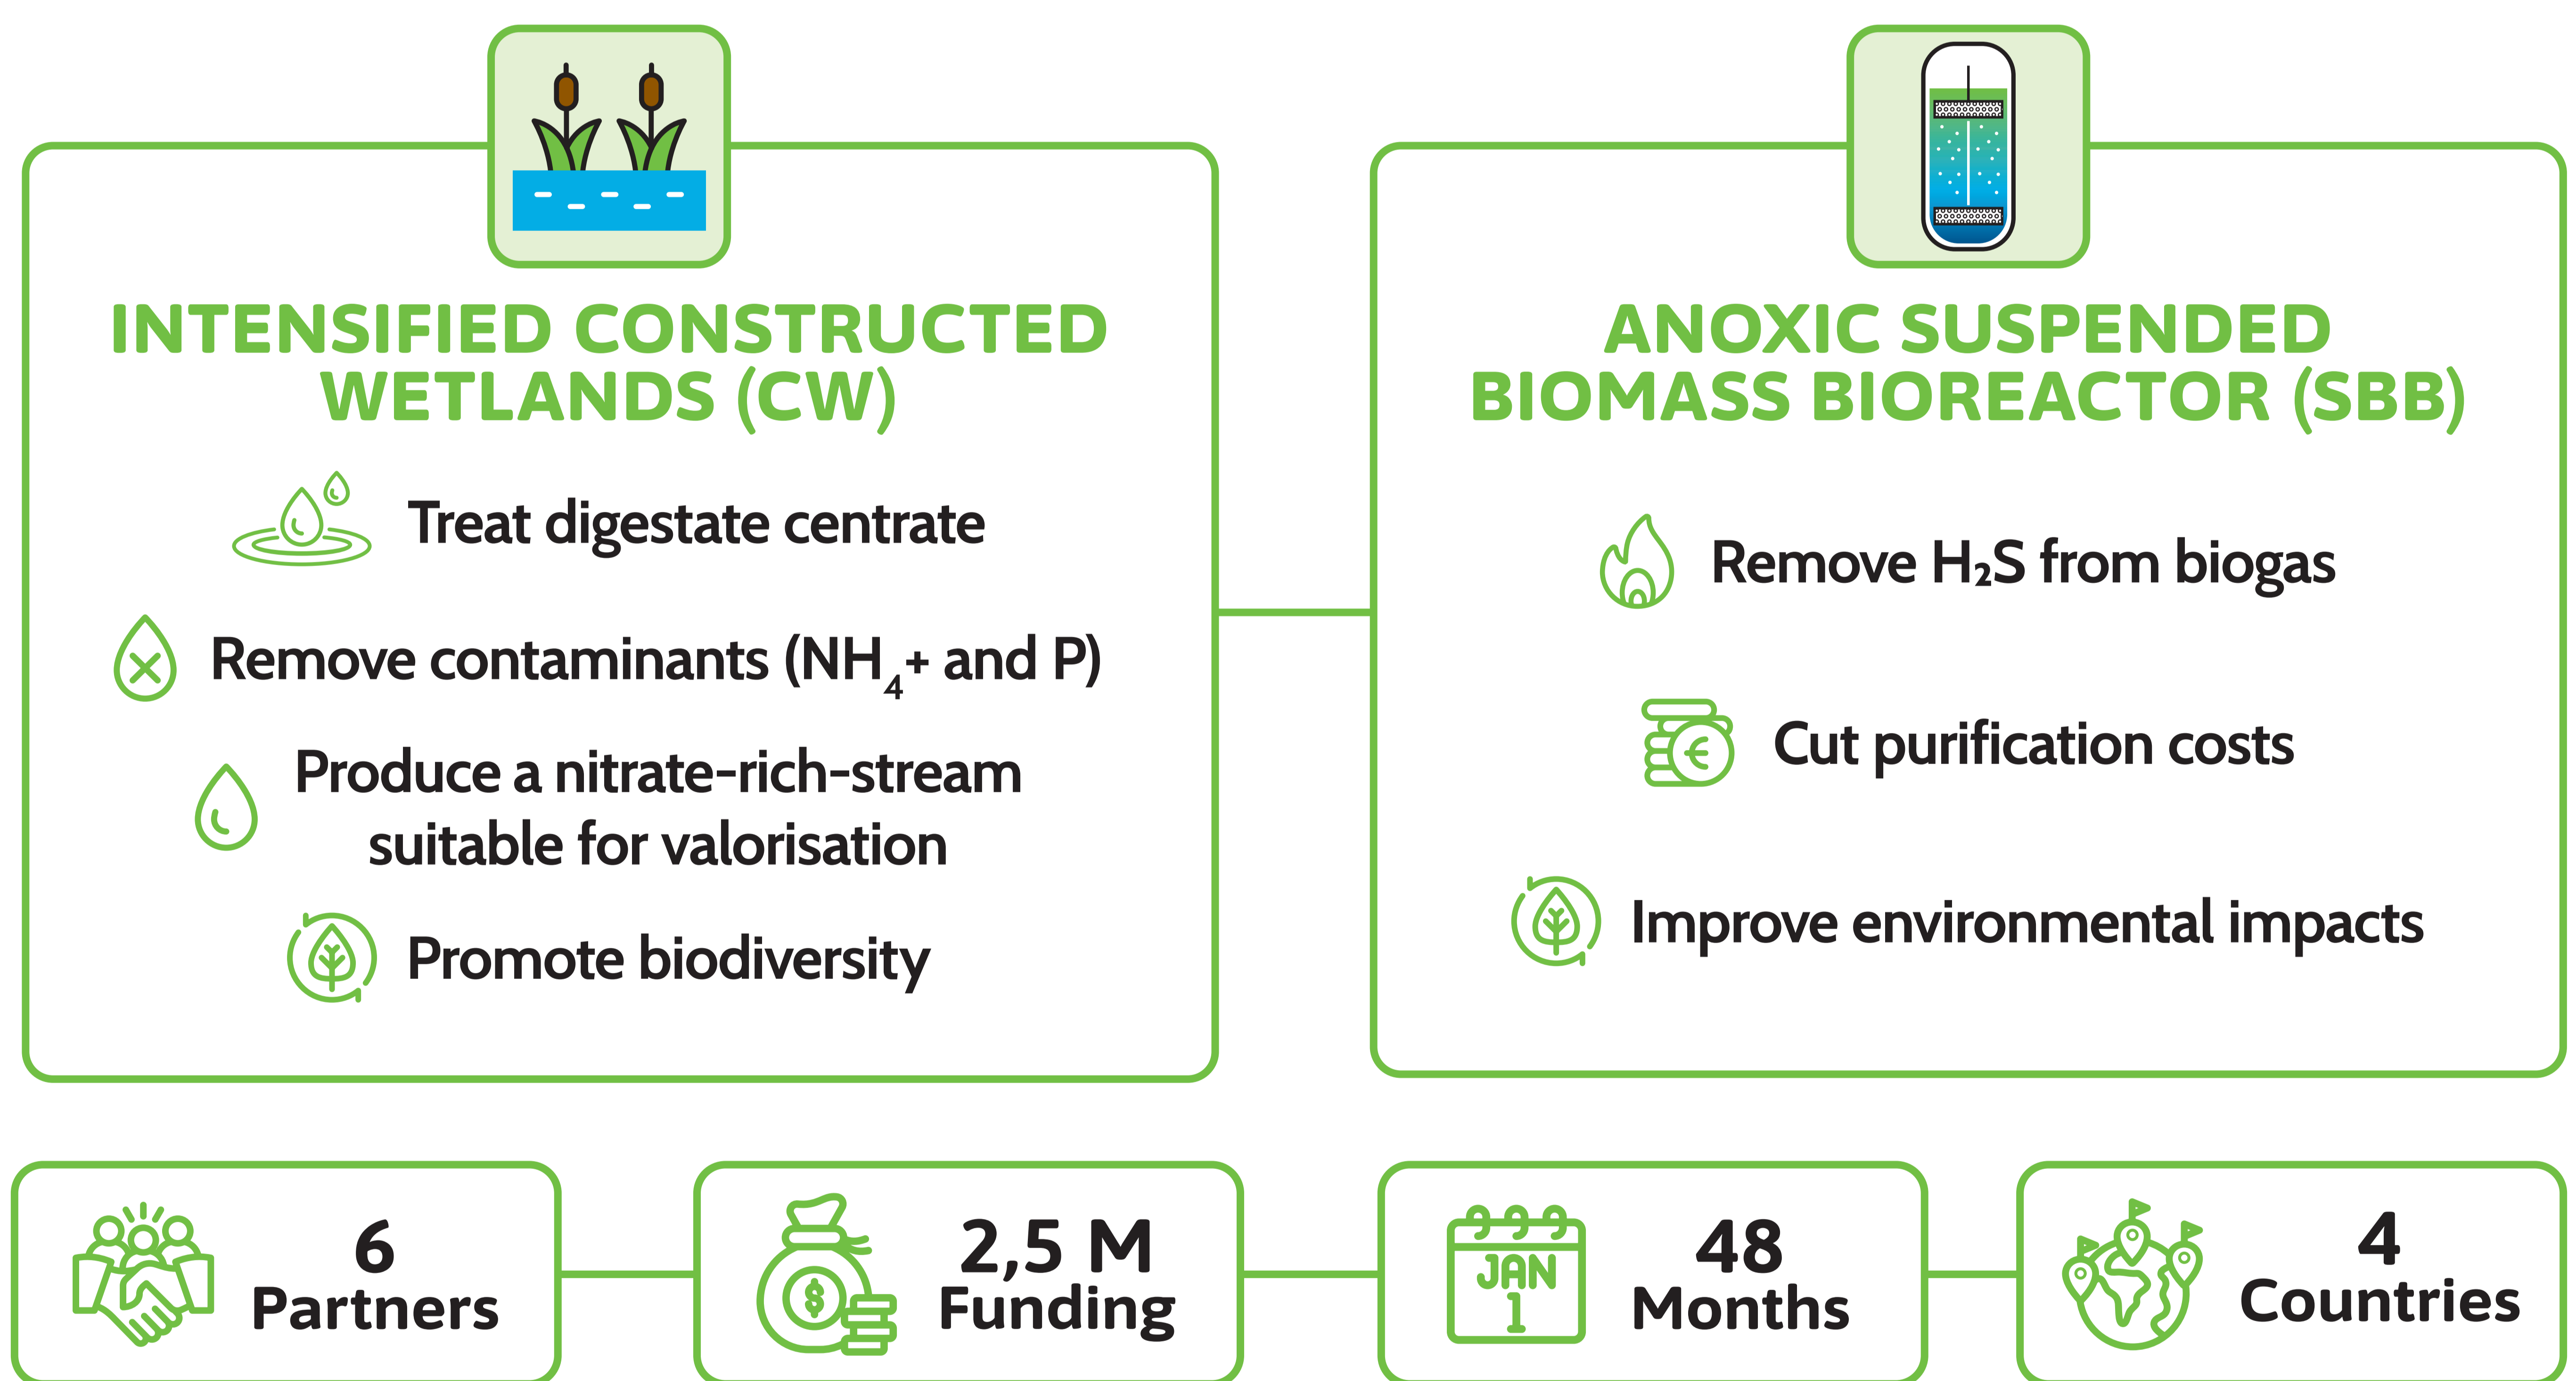 INTENSIFIED CONSTRUCTED
WETLANDS (CW)
Treat digestate centrate
Remove contaminants (NH₄+ and P)
Produce a nitrate-rich-stream
suitable for valorisation
Promote biodiversity
ANOXIC SUSPENDED
BIOMASS BIOREACTOR (SBB)
Remove H₂S from biogas
Cut purification costs
Improve environmental impacts
6
Partners
$
2,5 M
Funding
JAN
1
48
Months
4
Countries